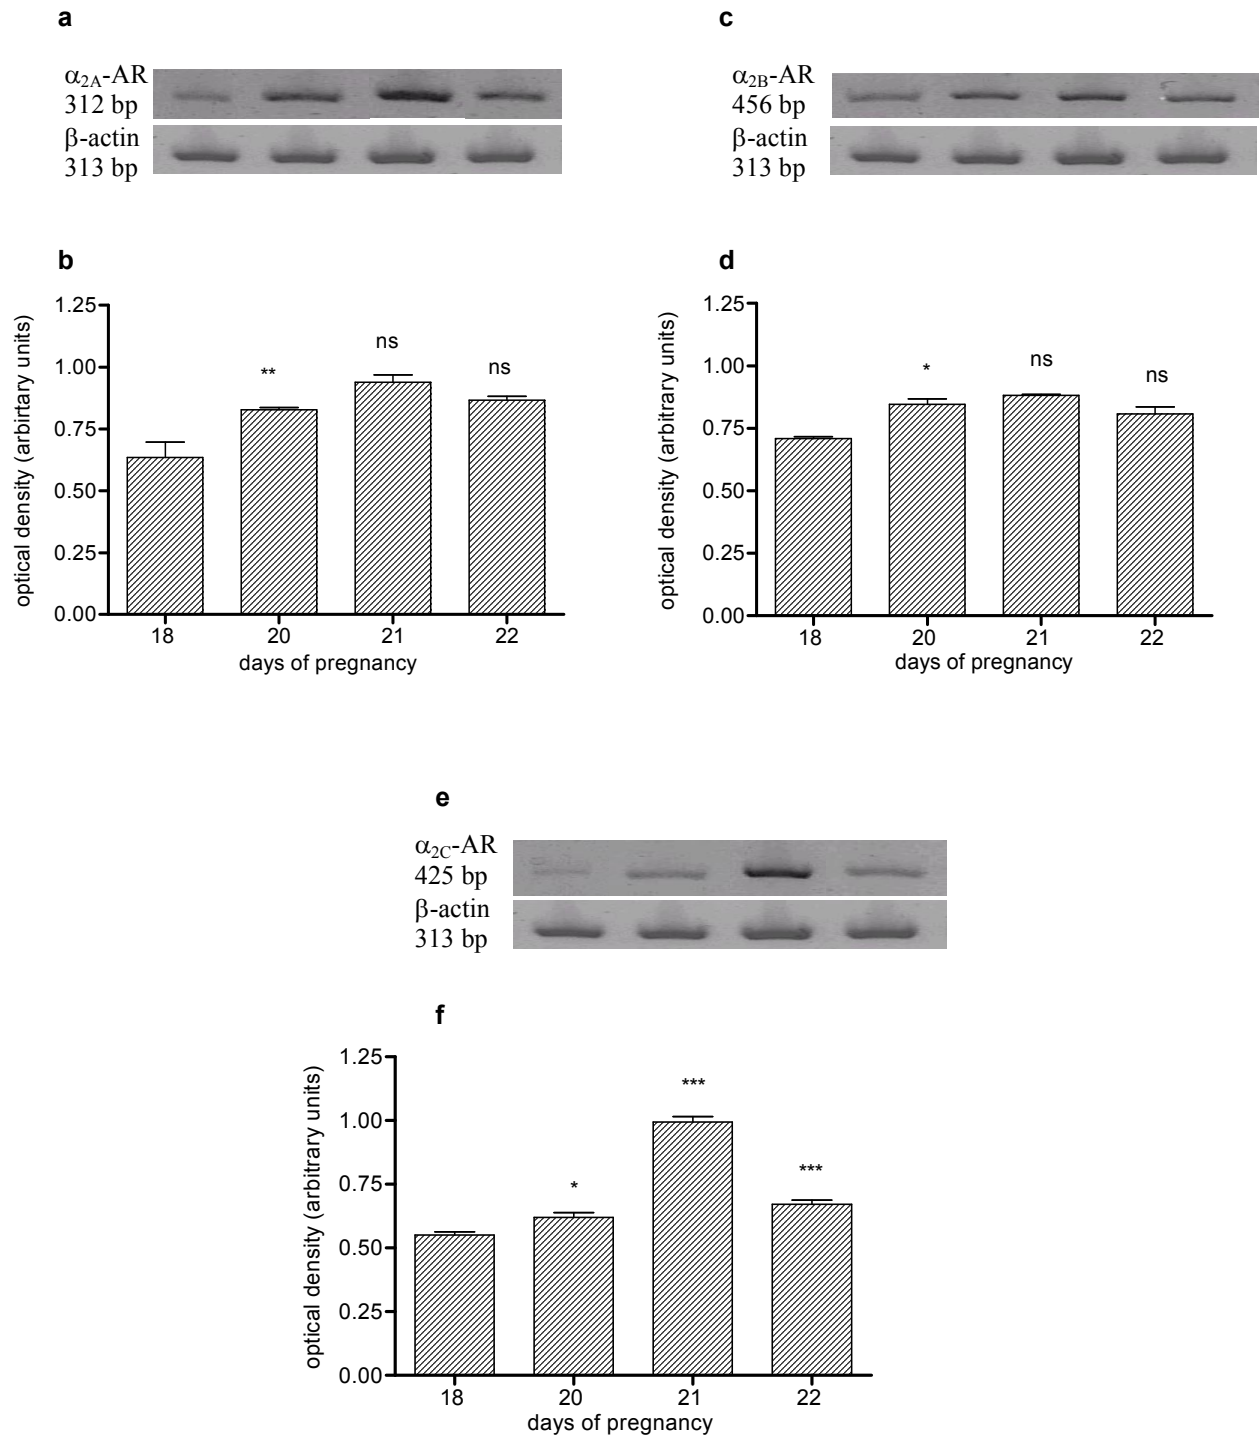 a
α2A-AR
312 bp
β-actin
313 bp
c
α2B-AR
456 bp
β-actin
313 bp
b
optical density (arbirtary units)
1.25
1.00
0.75
0.50
0.25
0.00
**
ns
ns
18 20 21 22
days of pregnancy
d
optical density (arbitrary units)
1.25
1.00
0.75
0.50
0.25
0.00
*
ns
ns
18 20 21 22
days of pregnancy
e
α2C-AR
425 bp
β-actin
313 bp
f
optical density (arbitrary units)
1.25
1.00
0.75
0.50
0.25
0.00
*
***
***
18 20 21 22
days of pregnancy